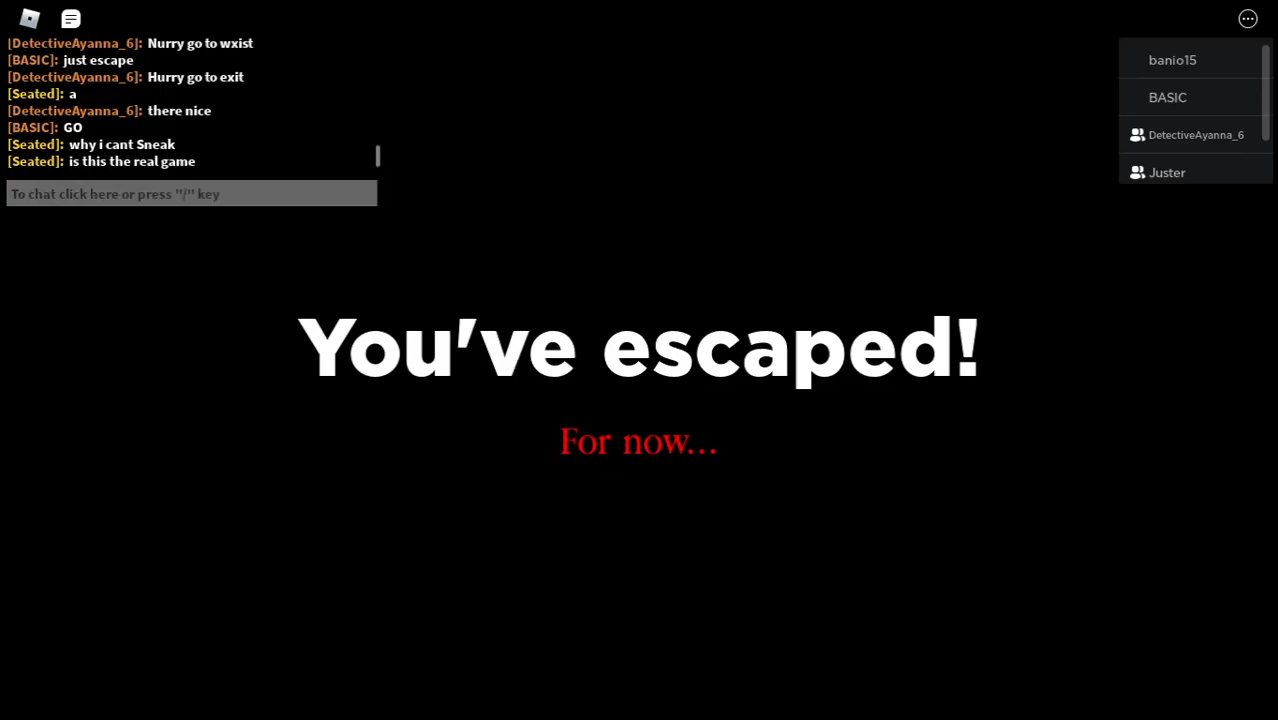 [DetectiveAyanna_6]: Nurry go to wxist
[BASIC]: just escape
[DetectiveAyanna_6]: Hurry go to exit
[Seated]: a
[DetectiveAyanna_6]: there nice
[BASIC]: GO
[Seated]: why i cant Sneak
[Seated]: is this the real game
To chat click here or press "/" key
banio15
BASIC
DetectiveAyanna_6
Juster
You've escaped!
For now...